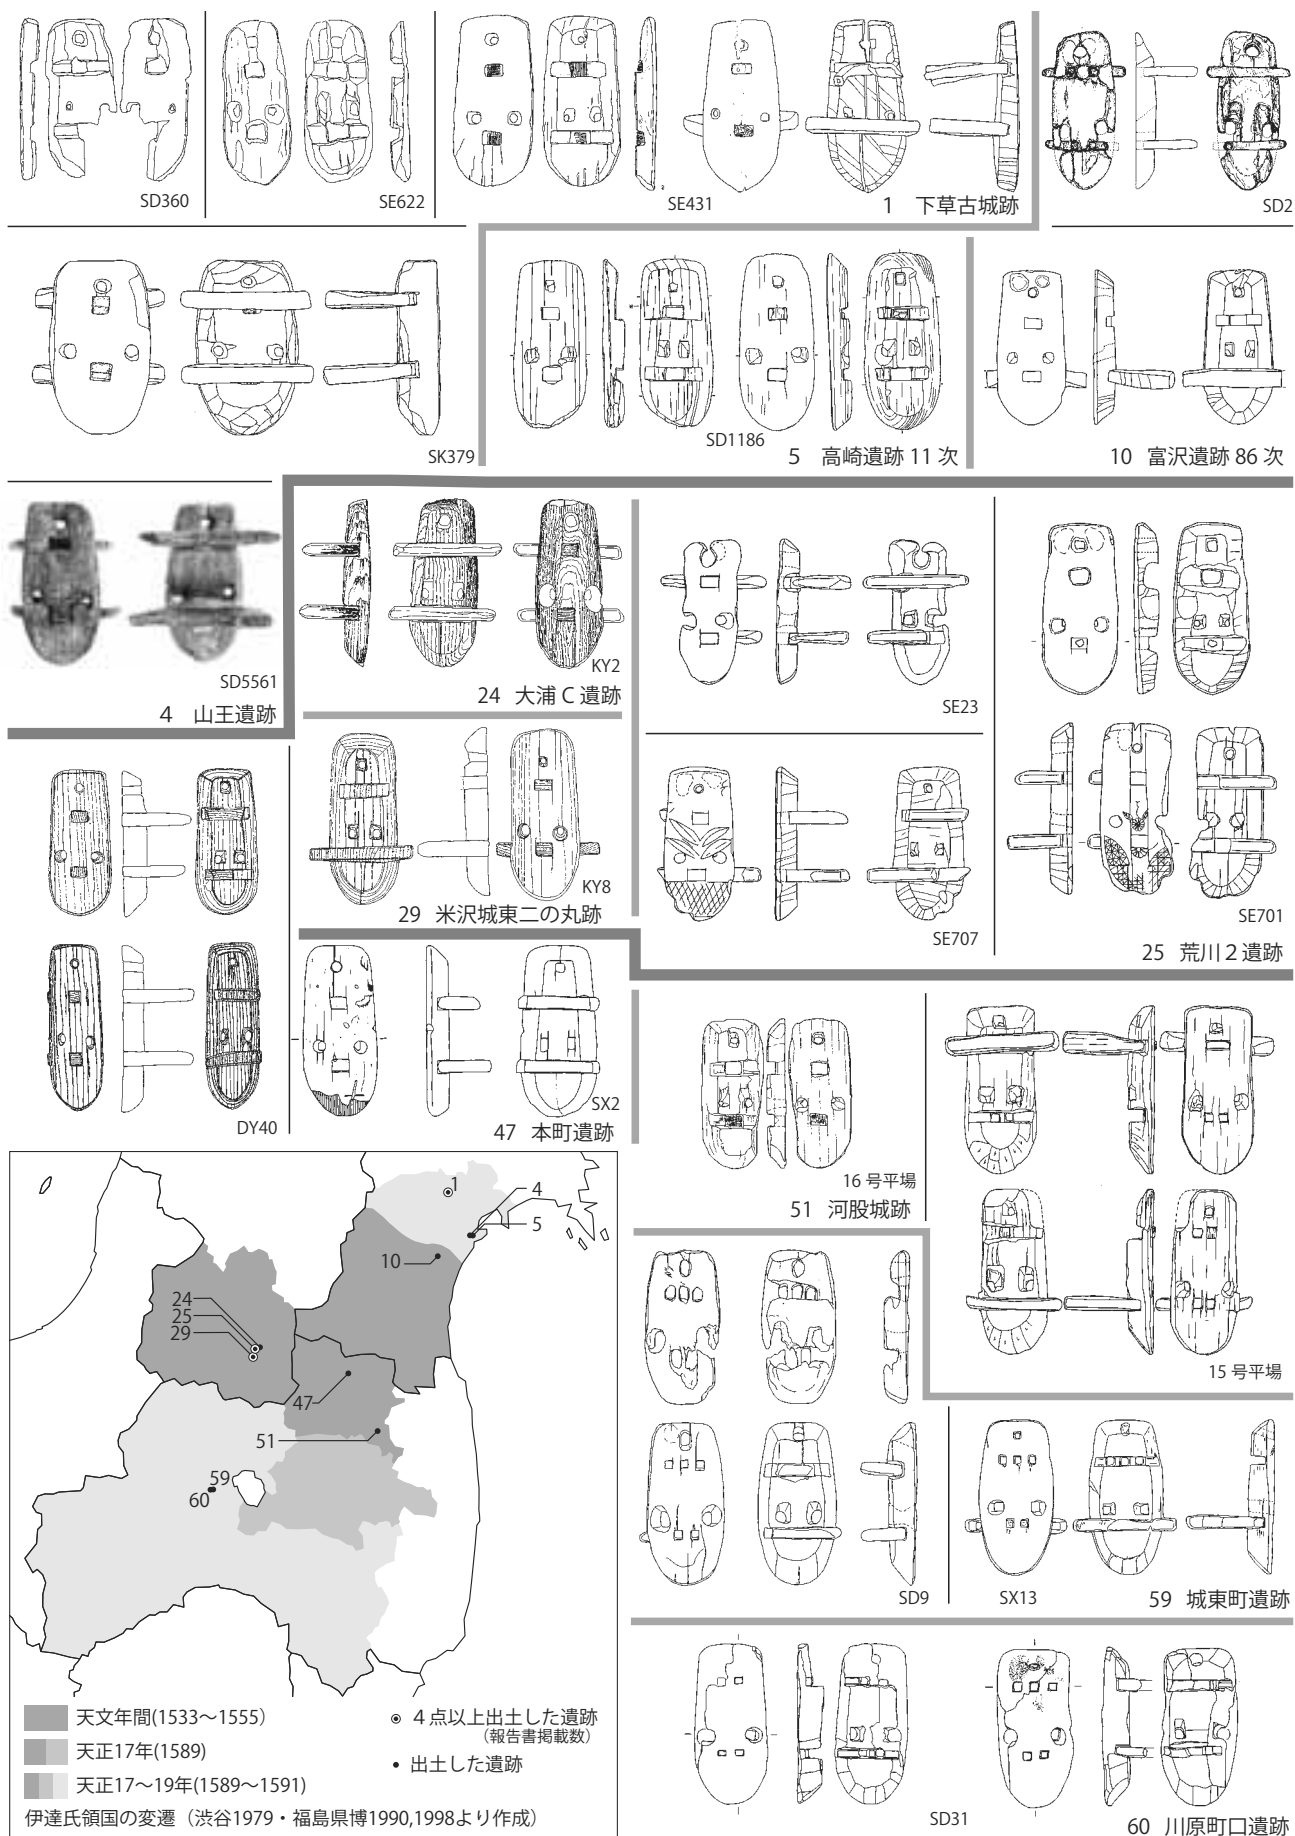 SD360
SE622
SE431
1 下草古城跡
SD2
SK379
SD1186
5 高崎遺跡 11 次
10 富沢遺跡 86 次
SD5561
4 山王遺跡
KY2
24 大浦 C 遺跡
SE23
KY8
29 米沢城東二の丸跡
SE707
SE701
25 荒川２遺跡
DY40
SX2
47 本町遺跡
16 号平場
51 河股城跡
15 号平場
SD9
SX13
59 城東町遺跡
SD31
60 川原町口遺跡
1
4
5
10
24
25
29
47
51
59
60
天文年間(1533〜1555)
天正17年(1589)
天正17〜19年(1589〜1591)
４点以上出土した遺跡
（報告書掲載数）
出土した遺跡
伊達氏領国の変遷（渋谷1979・福島県博1990,1998より作成）